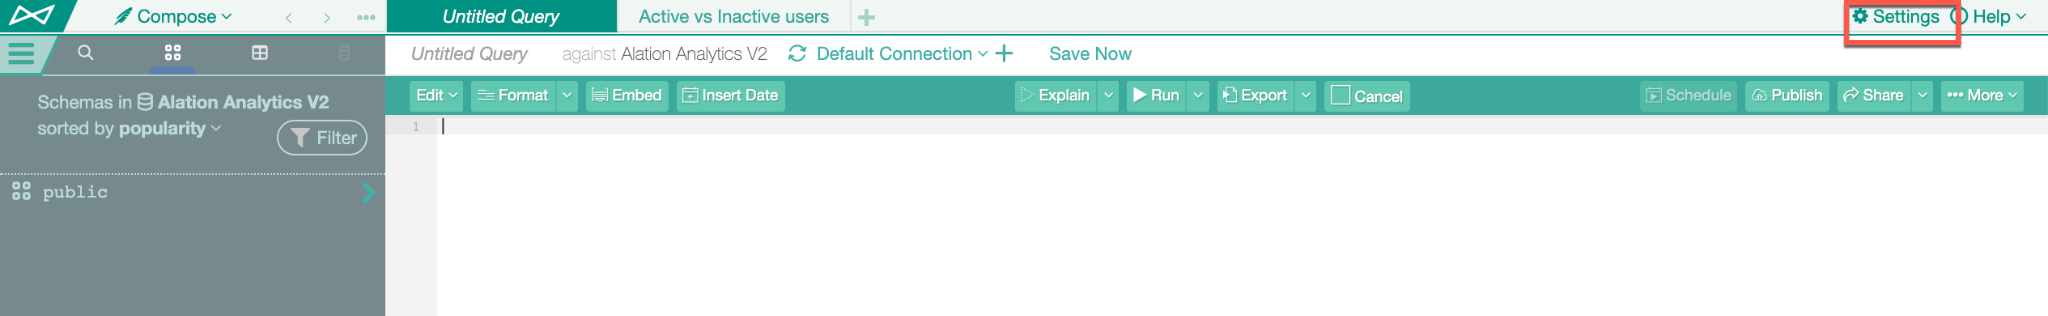 Compose
Untitled Query
Active vs Inactive users
Settings
Help
Untitled Query
against Alation Analytics V2
Default Connection
Save Now
Edit
Format
Embed
Insert Date
Explain
Run
Export
Cancel
Schedule
Publish
Share
More
Schemas in Alation Analytics V2
sorted by popularity
Filter
1
public